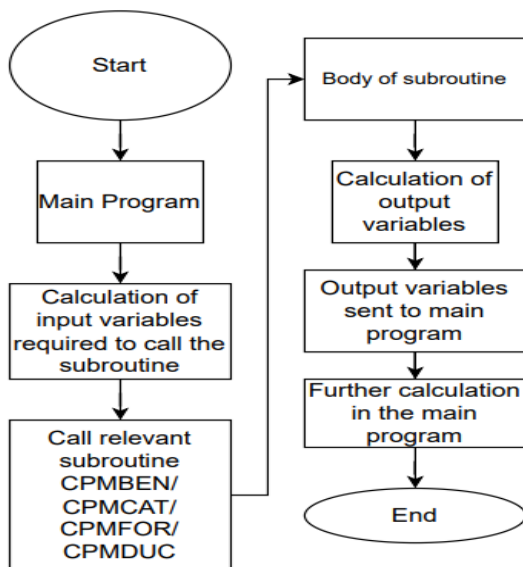 Start
Main Program
Calculation of
input variables
required to call the
subroutine
Call relevant
subroutine
CPMBEN/
CPMCAT/
CPMFOR/
CPMDUC
Body of subroutine
Calculation of
output
variables
Output variables
sent to main
program
Further calculation
in the main
program
End